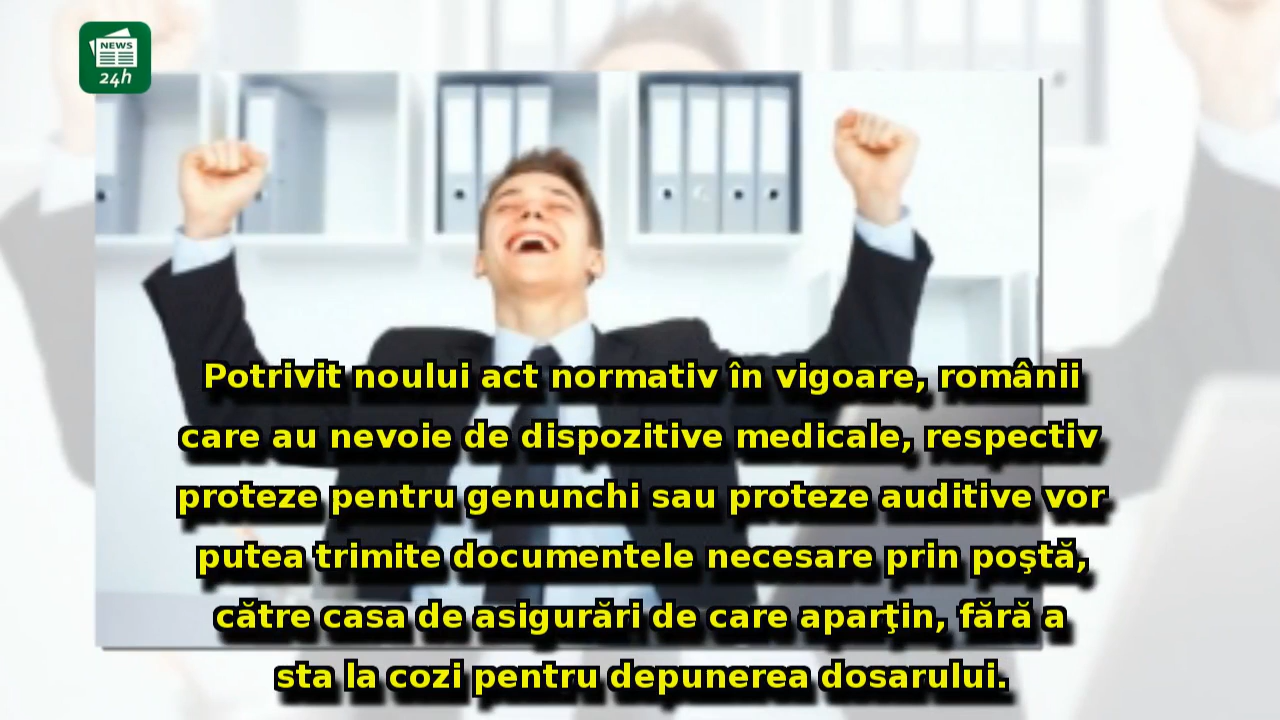 NEWS
24h
Potrivit noului act normativ în vigoare, românii
care au nevoie de dispozitive medicale, respectiv
proteze pentru genunchi sau proteze auditive vor
putea trimite documentele necesare prin poştă,
către casa de asigurări de care aparţin, fără a
sta la cozi pentru depunerea dosarului.